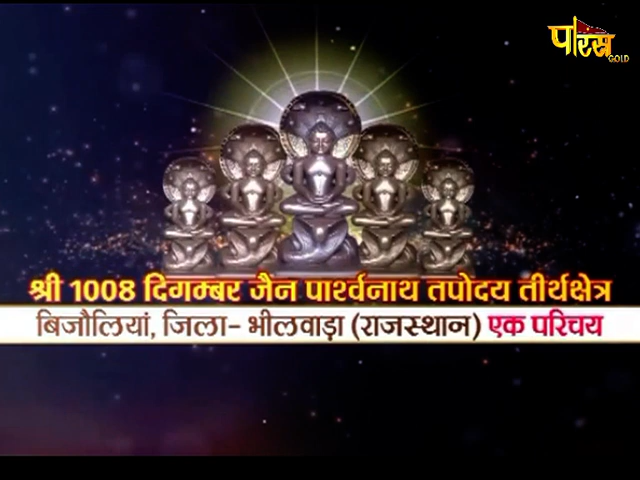 पारस
GOLD
श्री 1008 दिगम्बर जैन पार्श्वनाथ तपोदय तीर्थक्षेत्र
बिजौलियां, जिला- भीलवाड़ा (राजस्थान) एक परिचय